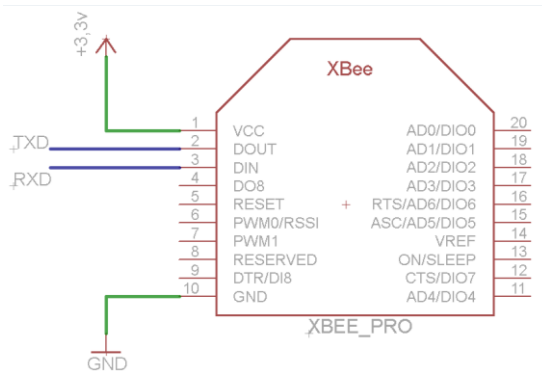 +3,3v
XBee
1 VCC AD0/DIO0 20
TXD 2 DOUT AD1/DIO1 19
3 DIN AD2/DIO2 18
RXD 4 DO8 AD3/DIO3 17
5 RESET RTS/AD6/DIO6 16
6 PWM0/RSSI ASC/AD5/DIO5 15
7 PWM1 VREF 14
8 RESERVED ON/SLEEP 13
9 DTR/DI8 CTS/DIO7 12
10 GND AD4/DIO4 11
XBEE_PRO
GND